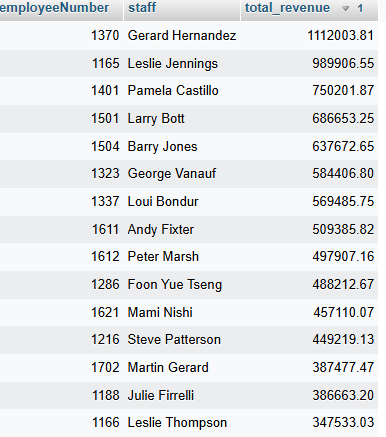 employeeNumber staff total_revenue 1
1370 Gerard Hernandez 1112003.81
1165 Leslie Jennings 989906.55
1401 Pamela Castillo 750201.87
1501 Larry Bott 686653.25
1504 Barry Jones 637672.65
1323 George Vanauf 584406.80
1337 Loui Bondur 569485.75
1611 Andy Fixter 509385.82
1612 Peter Marsh 497907.16
1286 Foon Yue Tseng 488212.67
1621 Mami Nishi 457110.07
1216 Steve Patterson 449219.13
1702 Martin Gerard 387477.47
1188 Julie Firrelli 386663.20
1166 Leslie Thompson 347533.03